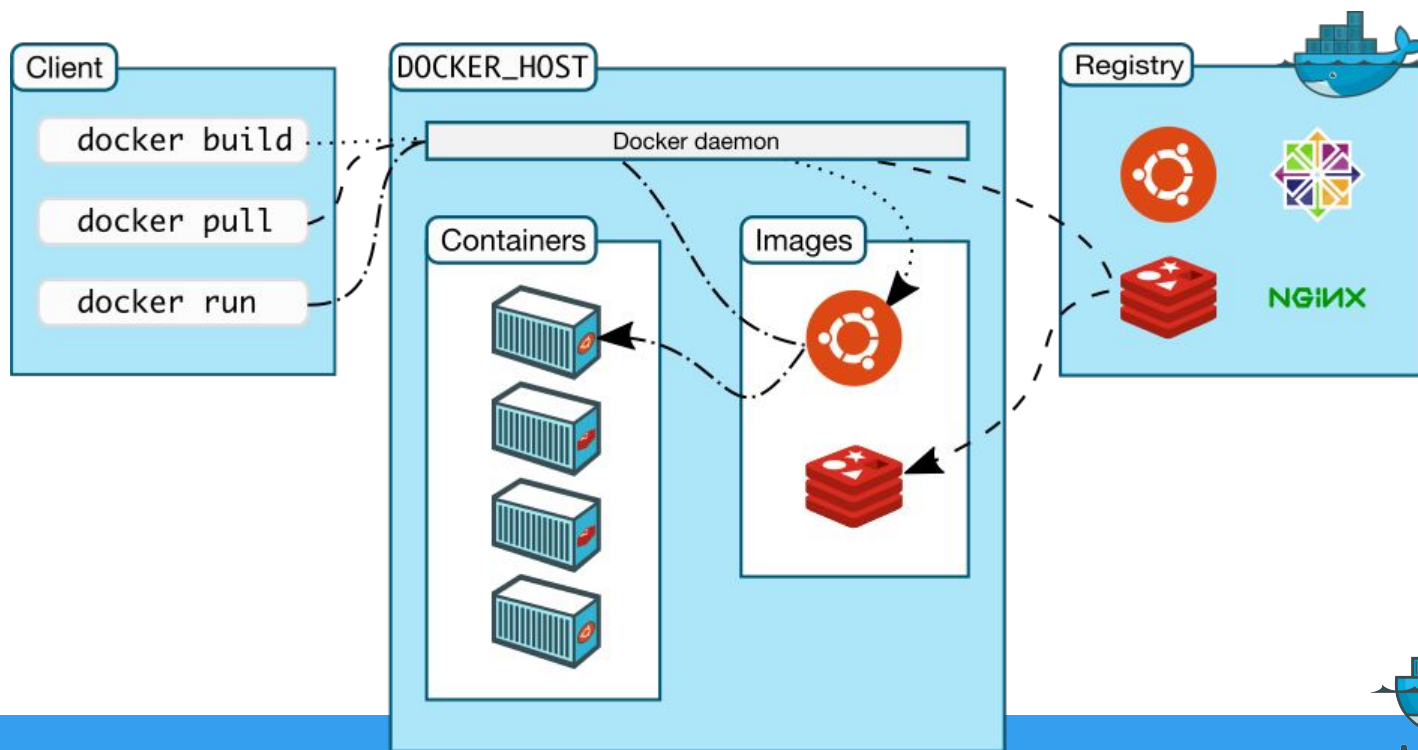 Client
docker build
docker pull
docker run
DOCKER_HOST
Docker daemon
Containers
Images
Registry
NGiNX